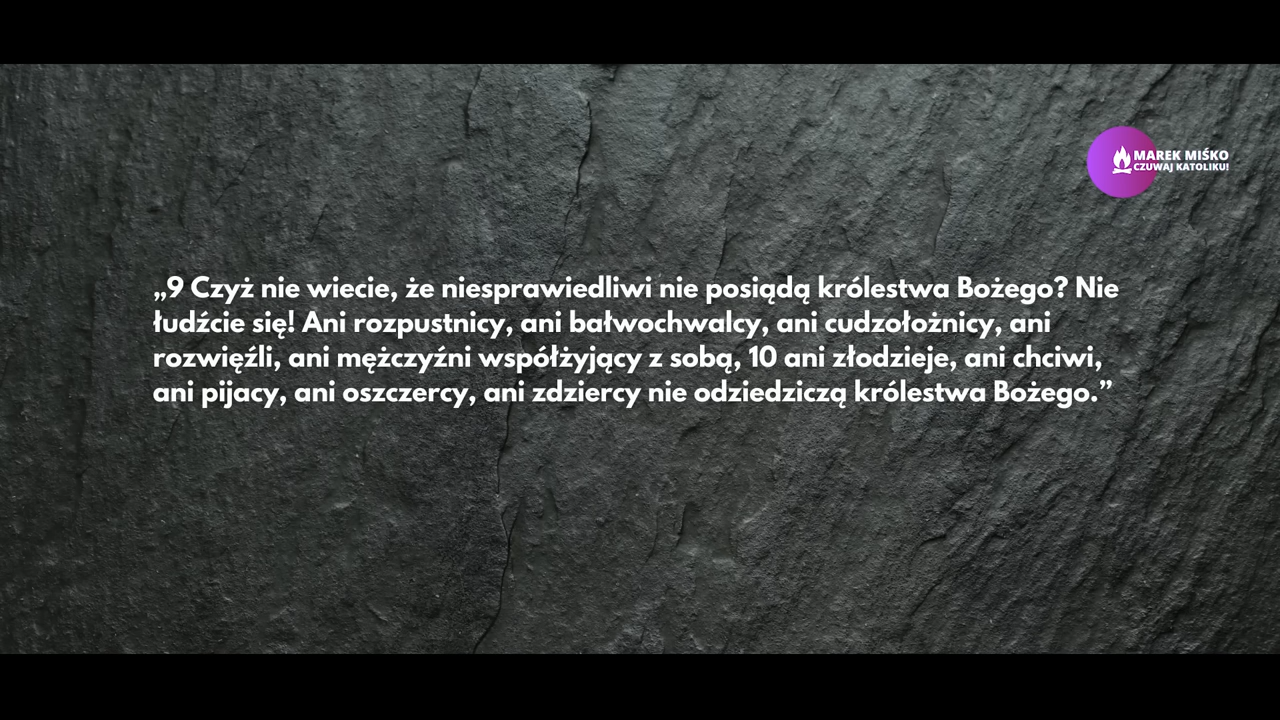 MAREK MIŚKO
CZUWAJ KATOLIKU!
„9 Czyż nie wiecie, że niesprawiedliwi nie posiądą królestwa Bożego? Nie
łudźcie się! Ani rozpustnicy, ani bałwochwalcy, ani cudzołożnicy, ani
rozwięźli, ani mężczyźni współżyjący z sobą, 10 ani złodzieje, ani chciwi,
ani pijacy, ani oszczercy, ani zdziercy nie odziedziczą królestwa Bożego.”